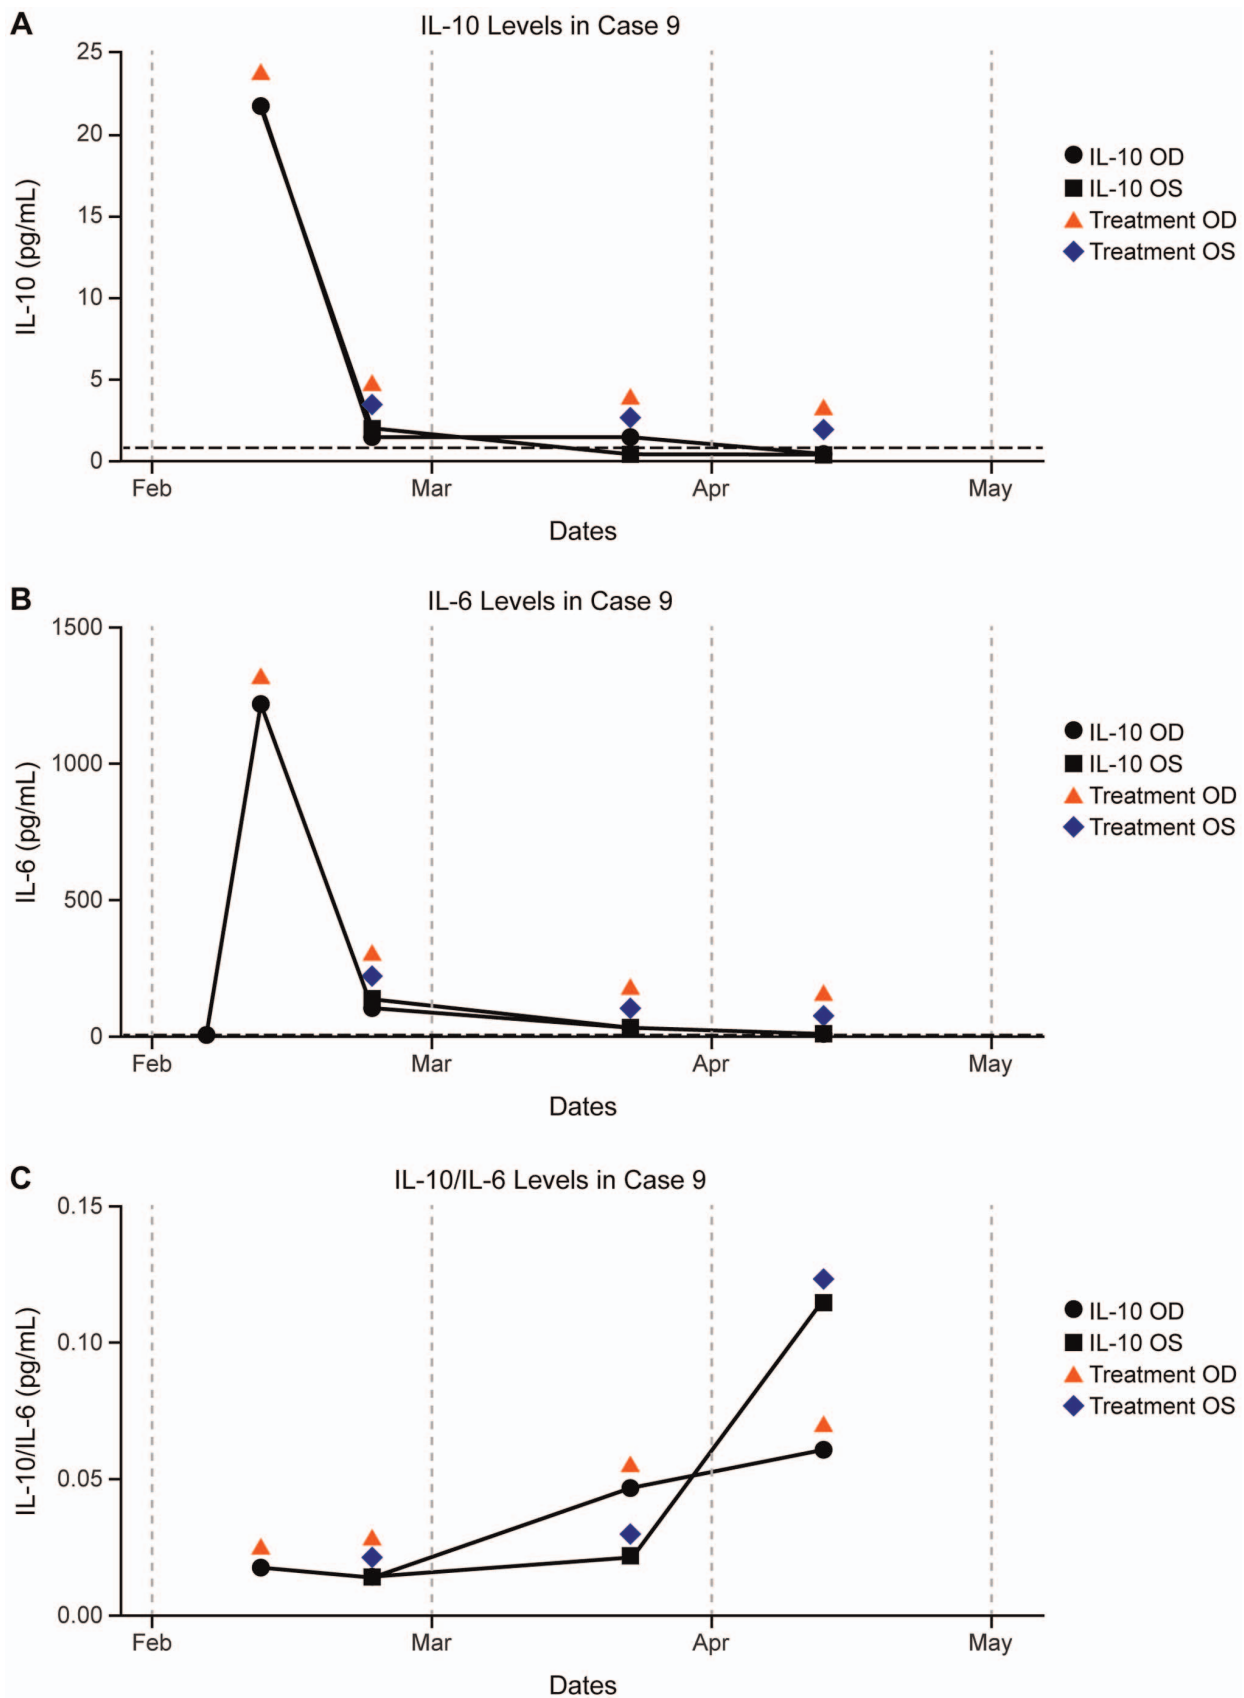 A
IL-10 Levels in Case 9
25
20
15
10
5
0
IL-10 (pg/mL)
Feb
Mar
Apr
May
Dates
IL-10 OD
IL-10 OS
Treatment OD
Treatment OS
B
IL-6 Levels in Case 9
1500
1000
500
0
IL-6 (pg/mL)
Feb
Mar
Apr
May
Dates
IL-10 OD
IL-10 OS
Treatment OD
Treatment OS
C
IL-10/IL-6 Levels in Case 9
0.15
0.10
0.05
0.00
IL-10/IL-6 (pg/mL)
Feb
Mar
Apr
May
Dates
IL-10 OD
IL-10 OS
Treatment OD
Treatment OS